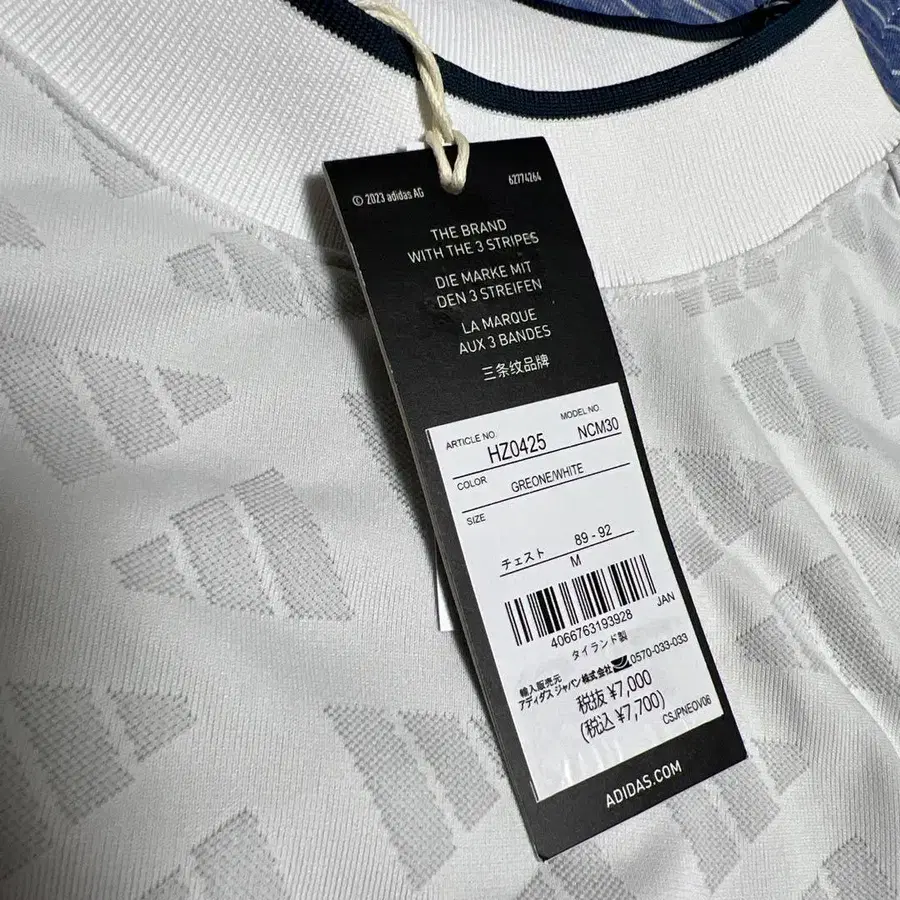 © 2023 adidas AG 62774264
THE BRAND
WITH THE 3 STRIPES
DIE MARKE MIT
DEN 3 STREIFEN
LA MARQUE
AUX 3 BANDES
三条纹品牌
ARTICLE NO. MODEL NO.
HZ0425 NCM30
COLOR GREONE/WHITE
SIZE
チェスト 89 - 92
M
JAN
4066763193928
タイランド製
輸入販売元
アディダス ジャパン株式会社 0570-033-033
税抜 ¥7,000
(税込 ¥7,700)
CSJPNEOV06
ADIDAS.COM